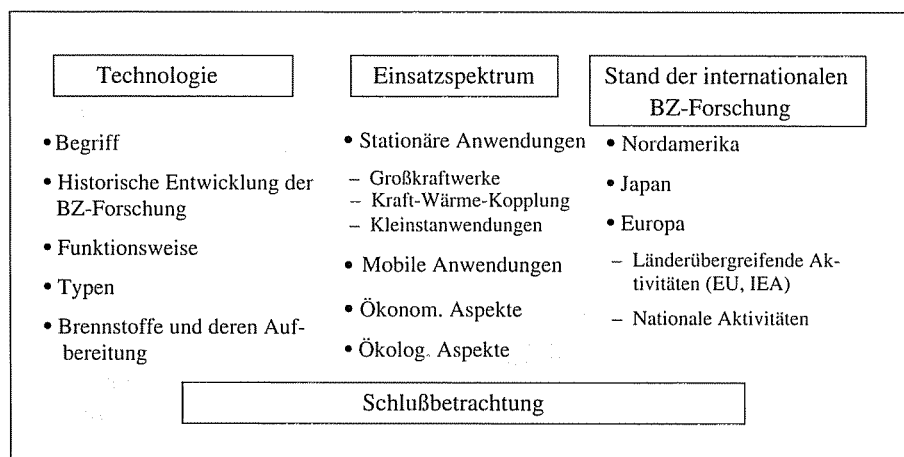 Technologie
• Begriff
• Historische Entwicklung der
BZ-Forschung
• Funktionsweise
• Typen
• Brennstoffe und deren Auf-
bereitung
Einsatzspektrum
• Stationäre Anwendungen
– Großkraftwerke
– Kraft-Wärme-Kopplung
– Kleinstanwendungen
• Mobile Anwendungen
• Ökonom. Aspekte
• Ökolog. Aspekte
Stand der internationalen
BZ-Forschung
• Nordamerika
• Japan
• Europa
– Länderübergreifende Ak-
tivitäten (EU, IEA)
– Nationale Aktivitäten
Schlußbetrachtung